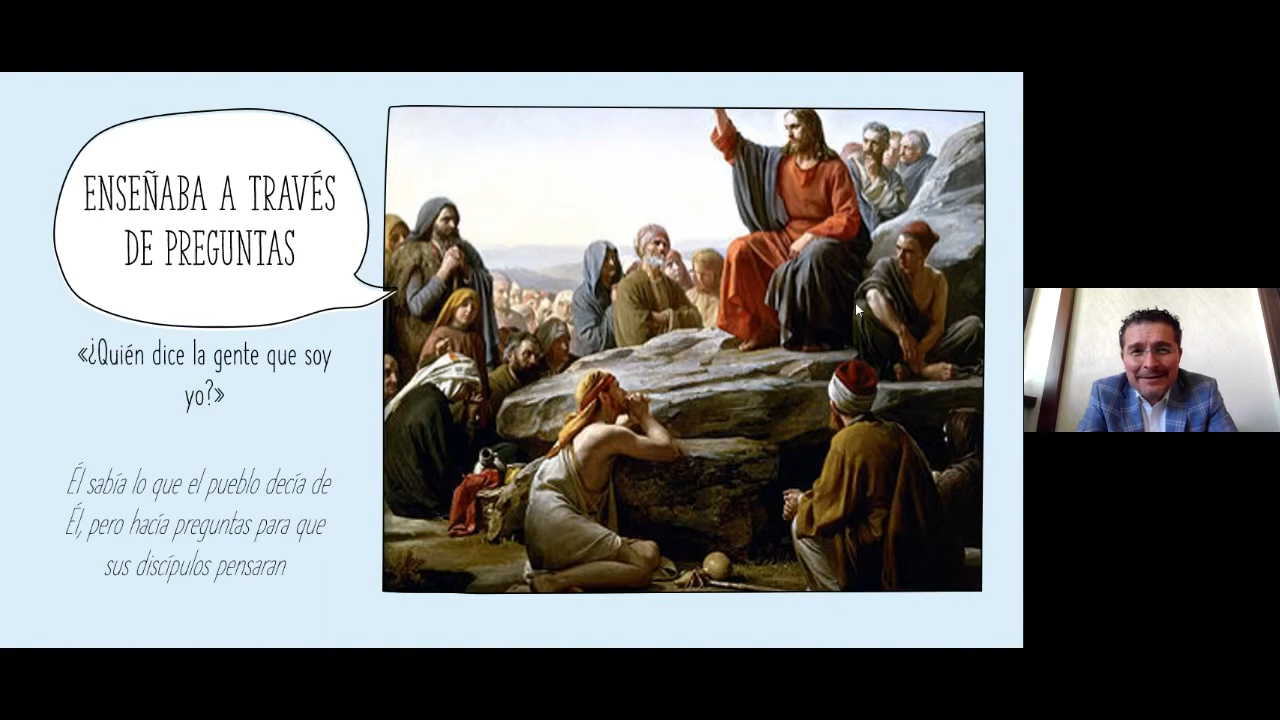 ENSEÑABA A TRAVÉS
DE PREGUNTAS
«¿Quién dice la gente que soy
yo?»
Él sabía lo que el pueblo decía de
Él, pero hacía preguntas para que
sus discípulos pensaran